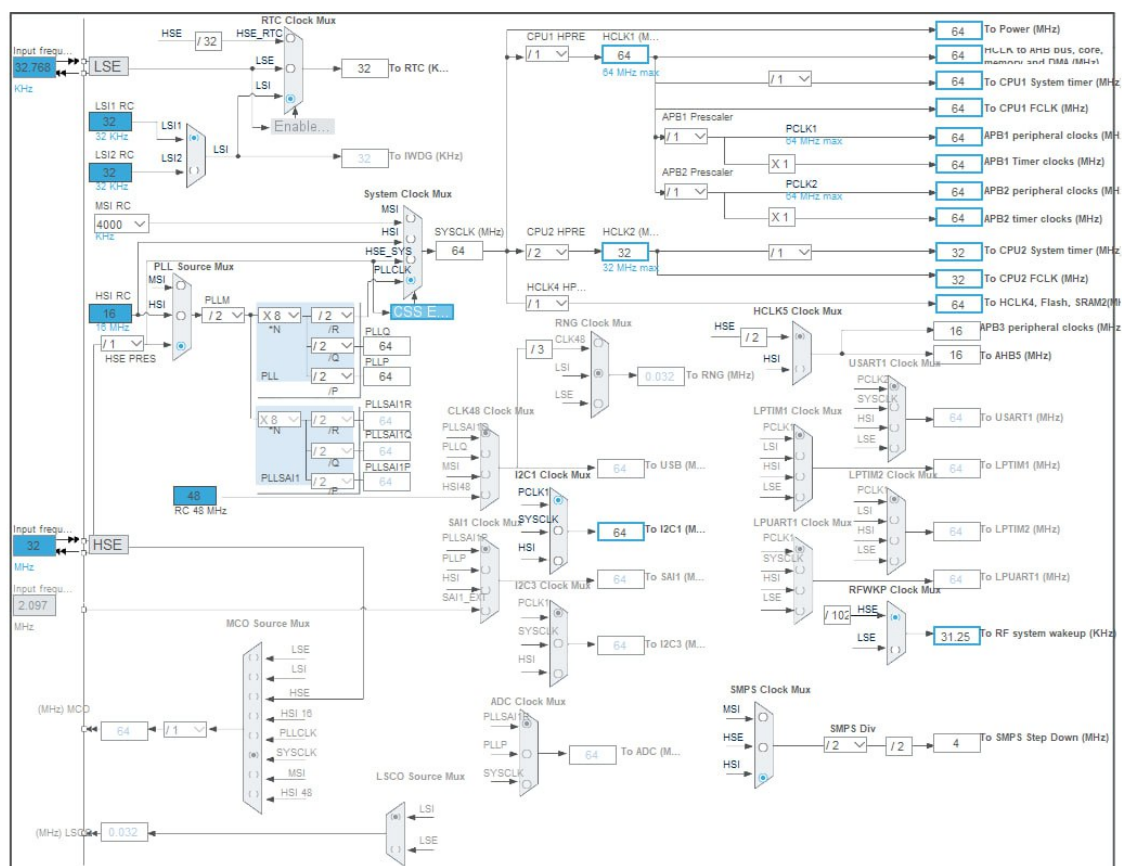 RTC Clock Mux
HSE
/ 32
HSE_RTC
Input frequ...
32.768
KHz
LSE
LSE
LSI
32
To RTC (K...
Enable...
LSI1 RC
32
32 KHz
LSI1
LSI2 RC
32
32 KHz
LSI2
LSI
32
To IWDG (KHz)
CPU1 HPRE
/ 1
HCLK1 (M...
64
64 MHz max
64
To Power (MHz)
64
HCLK to AHB bus, core,
memory and DMA (MHz)
/ 1
64
To CPU1 System timer (MHz)
64
To CPU1 FCLK (MHz)
APB1 Prescaler
/ 1
PCLK1
64 MHz max
64
APB1 peripheral clocks (MH
X 1
64
APB1 Timer clocks (MHz)
APB2 Prescaler
/ 1
PCLK2
64 MHz max
64
APB2 peripheral clocks (MH
X 1
64
APB2 timer clocks (MHz)
System Clock Mux
MSI RC
4000
KHz
MSI
HSI
HSE_SYS
PLLCLK
SYSCLK (MHz)
64
CSS E...
CPU2 HPRE
/ 2
HCLK2 (M...
32
32 MHz max
/ 1
32
To CPU2 System timer (MHz)
32
To CPU2 FCLK (MHz)
HCLK4 HP...
/ 1
64
To HCLK4, Flash, SRAM2(MH
PLL Source Mux
MSI
HSI RC
16
16 MHz
HSI
/ 1
HSE PRES
PLLM
/ 2
X 8
*N
/ 2
/R
PLLQ
/ 2
64
/Q
PLLP
/ 2
64
/P
PLL
PLLSAI1R
X 8
*N
/ 2
64
/R
PLLSAI1Q
/ 2
64
/Q
PLLSAI1P
/ 2
64
/P
PLLSAI1
RNG Clock Mux
/ 3
CLK48
LSI
LSE
0.032
To RNG (MHz)
HCLK5 Clock Mux
HSE
/ 2
HSI
16
APB3 peripheral clocks (MHz
16
To AHB5 (MHz)
USART1 Clock Mux
PCLK2
SYSCLK
HSI
LSE
64
To USART1 (MHz)
CLK48 Clock Mux
PLLSAI1Q
PLLQ
MSI
HSI48
64
To USB (M...
48
RC 48 MHz
LPTIM1 Clock Mux
PCLK1
LSI
HSI
LSE
64
To LPTIM1 (MHz)
I2C1 Clock Mux
PCLK1
SYSCLK
HSI
64
To I2C1 (M...
LPTIM2 Clock Mux
PCLK1
LSI
HSI
LSE
64
To LPTIM2 (MHz)
Input frequ...
32
MHz
HSE
SAI1 Clock Mux
PLLSAI1P
PLLP
HSI
SAI1_EXT
64
To SAI1 (M...
LPUART1 Clock Mux
PCLK1
SYSCLK
HSI
LSE
64
To LPUART1 (MHz)
Input frequ...
2.097
MHz
I2C3 Clock Mux
PCLK1
SYSCLK
HSI
64
To I2C3 (M...
RFWKP Clock Mux
/ 102
HSE
LSE
31.25
To RF system wakeup (KHz)
MCO Source Mux
LSE
LSI
HSE
HSI 16
PLLCLK
SYSCLK
MSI
HSI 48
(MHz) MCO
64
/ 1
ADC Clock Mux
PLLSAI1R
PLLP
SYSCLK
64
To ADC (M...
SMPS Clock Mux
MSI
HSE
HSI
SMPS Div
/ 2
/ 2
4
To SMPS Step Down (MHz)
LSCO Source Mux
LSI
LSE
(MHz) LSCO
0.032